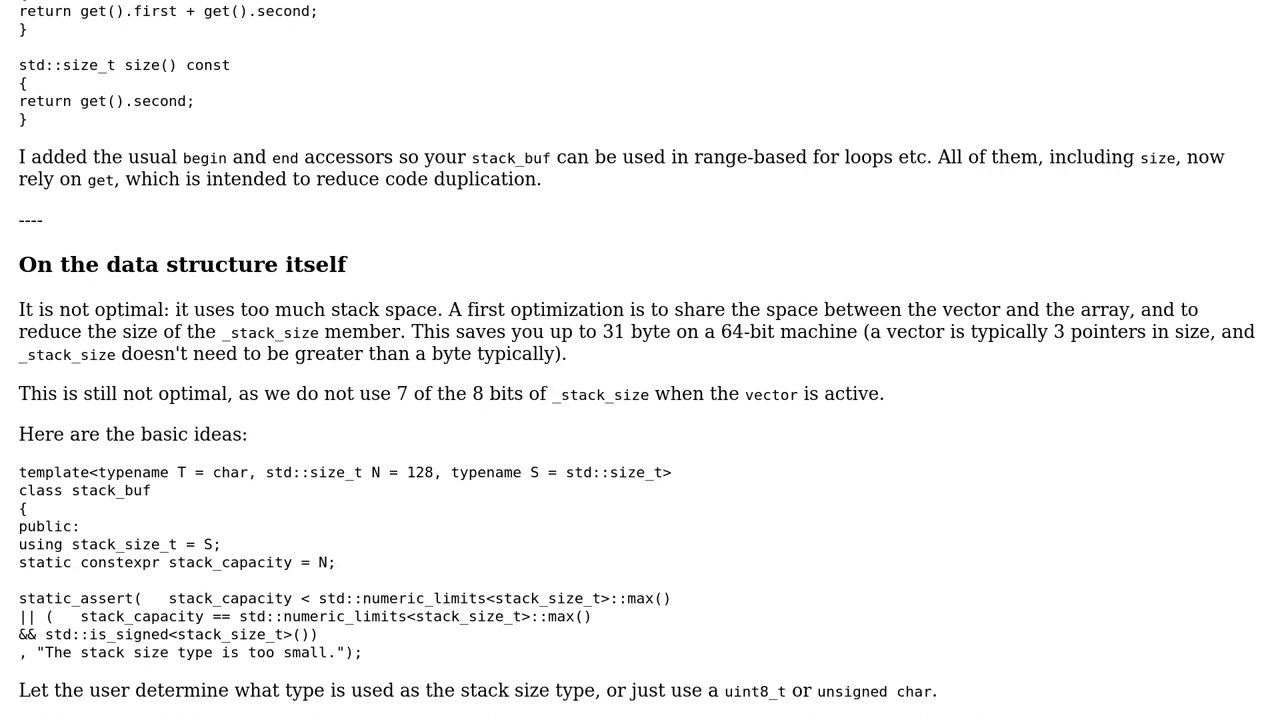 return get().first + get().second;
}
std::size_t size() const
{
return get().second;
}
I added the usual begin and end accessors so your stack_buf can be used in range-based for loops etc. All of them, including size, now
rely on get, which is intended to reduce code duplication.
----
On the data structure itself
It is not optimal: it uses too much stack space. A first optimization is to share the space between the vector and the array, and to
reduce the size of the _stack_size member. This saves you up to 31 byte on a 64-bit machine (a vector is typically 3 pointers in size, and
_stack_size doesn't need to be greater than a byte typically).
This is still not optimal, as we do not use 7 of the 8 bits of _stack_size when the vector is active.
Here are the basic ideas:
template<typename T = char, std::size_t N = 128, typename S = std::size_t>
class stack_buf
{
public:
using stack_size_t = S;
static constexpr stack_capacity = N;
static_assert(   stack_capacity < std::numeric_limits<stack_size_t>::max()
|| (   stack_capacity == std::numeric_limits<stack_size_t>::max()
&& std::is_signed<stack_size_t>())
, "The stack size type is too small.");
Let the user determine what type is used as the stack size type, or just use a uint8_t or unsigned char.